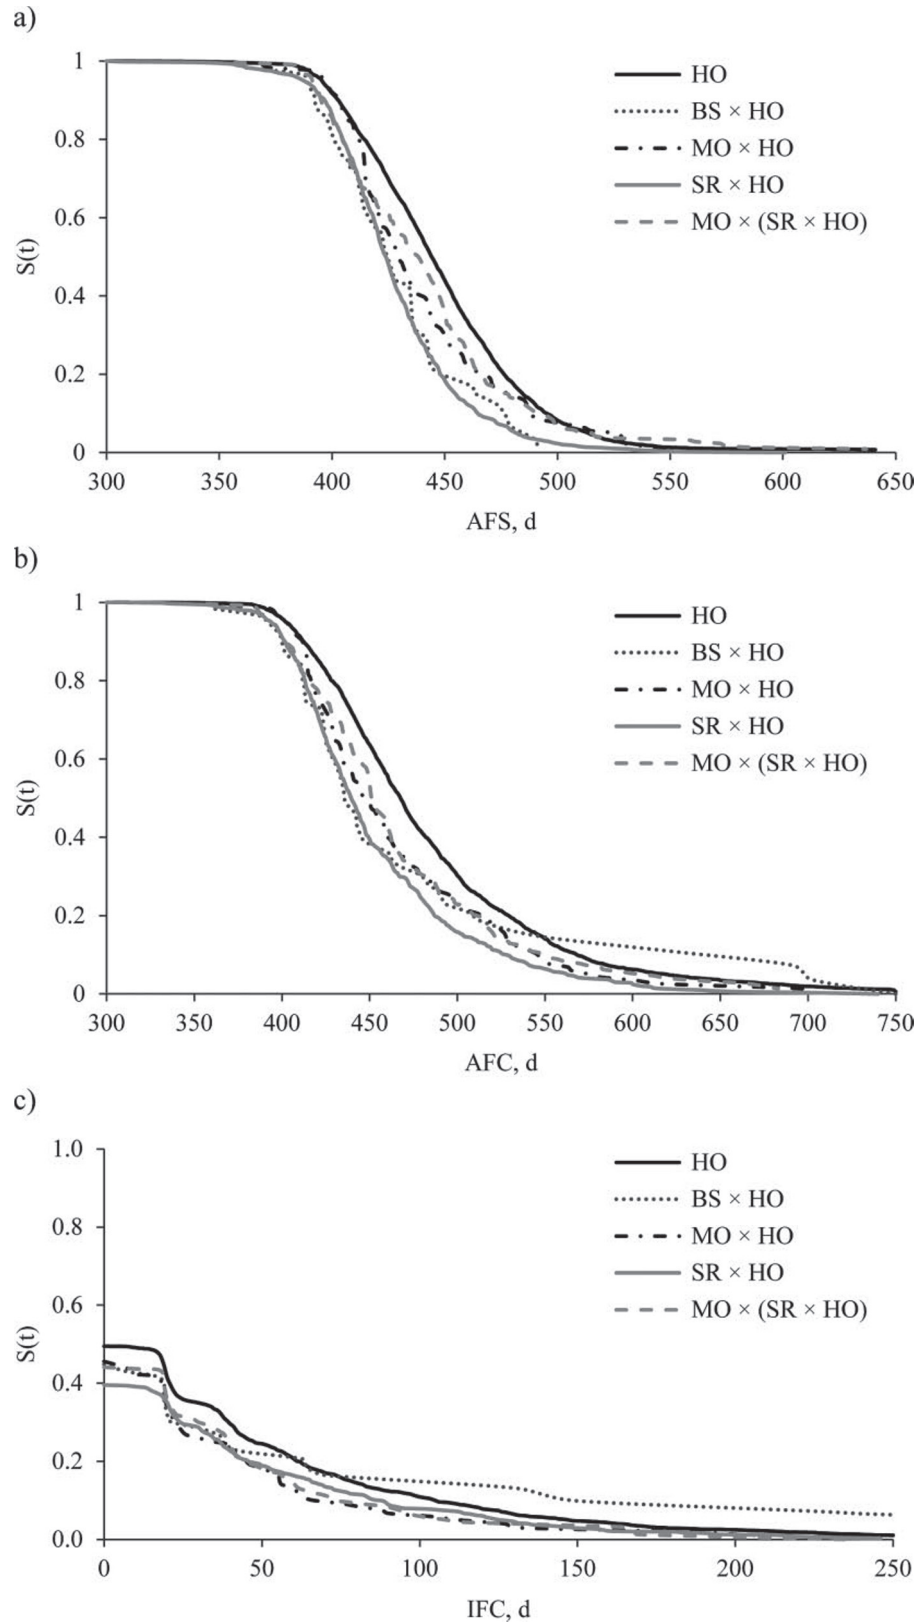 a)
1
0.8
0.6
0.4
0.2
0
S(t)
300 350 400 450 500 550 600 650
AFS, d
HO
BS × HO
MO × HO
SR × HO
MO × (SR × HO)
b)
1
0.8
0.6
0.4
0.2
0
S(t)
300 350 400 450 500 550 600 650 700 750
AFC, d
HO
BS × HO
MO × HO
SR × HO
MO × (SR × HO)
c)
1.0
0.8
0.6
0.4
0.2
0.0
S(t)
0 50 100 150 200 250
IFC, d
HO
BS × HO
MO × HO
SR × HO
MO × (SR × HO)